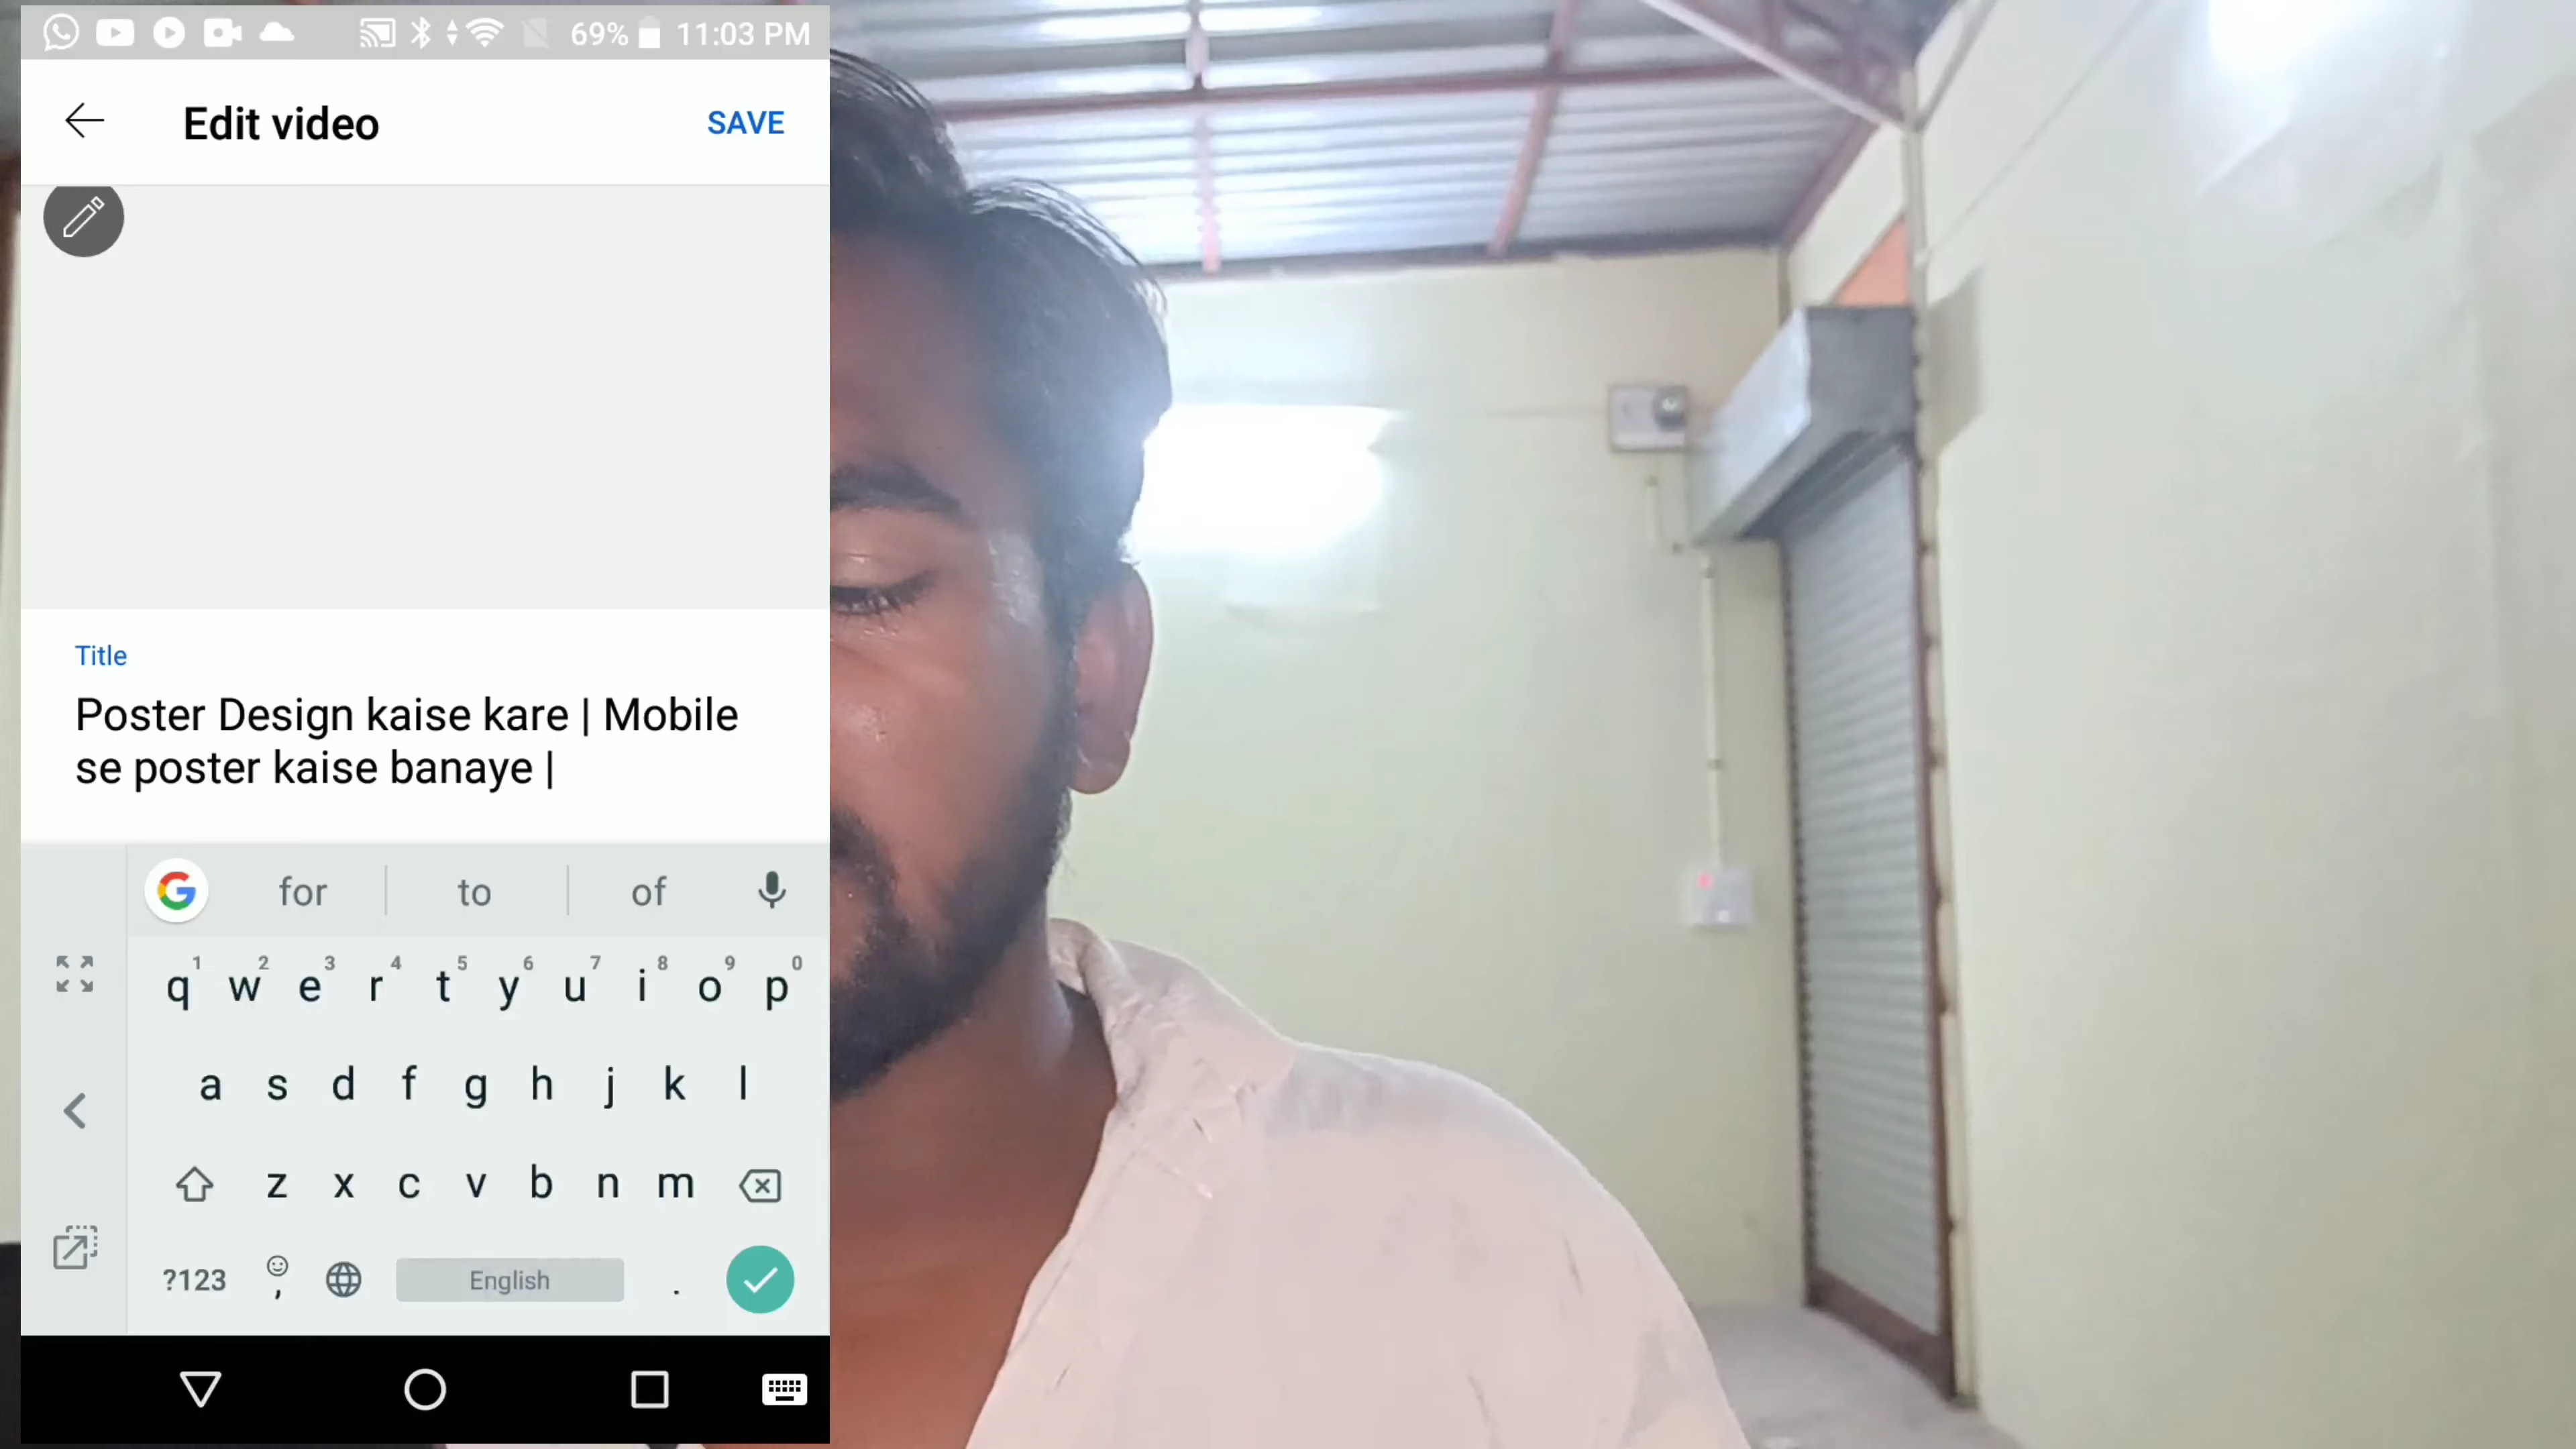 69% 11:03 PM
Edit video SAVE
Title
Poster Design kaise kare | Mobile
se poster kaise banaye |
for to of
1 2 3 4 5 6 7 8 9 0
q w e r t y u i o p
a s d f g h j k l
z x c v b n m
?123 , English .